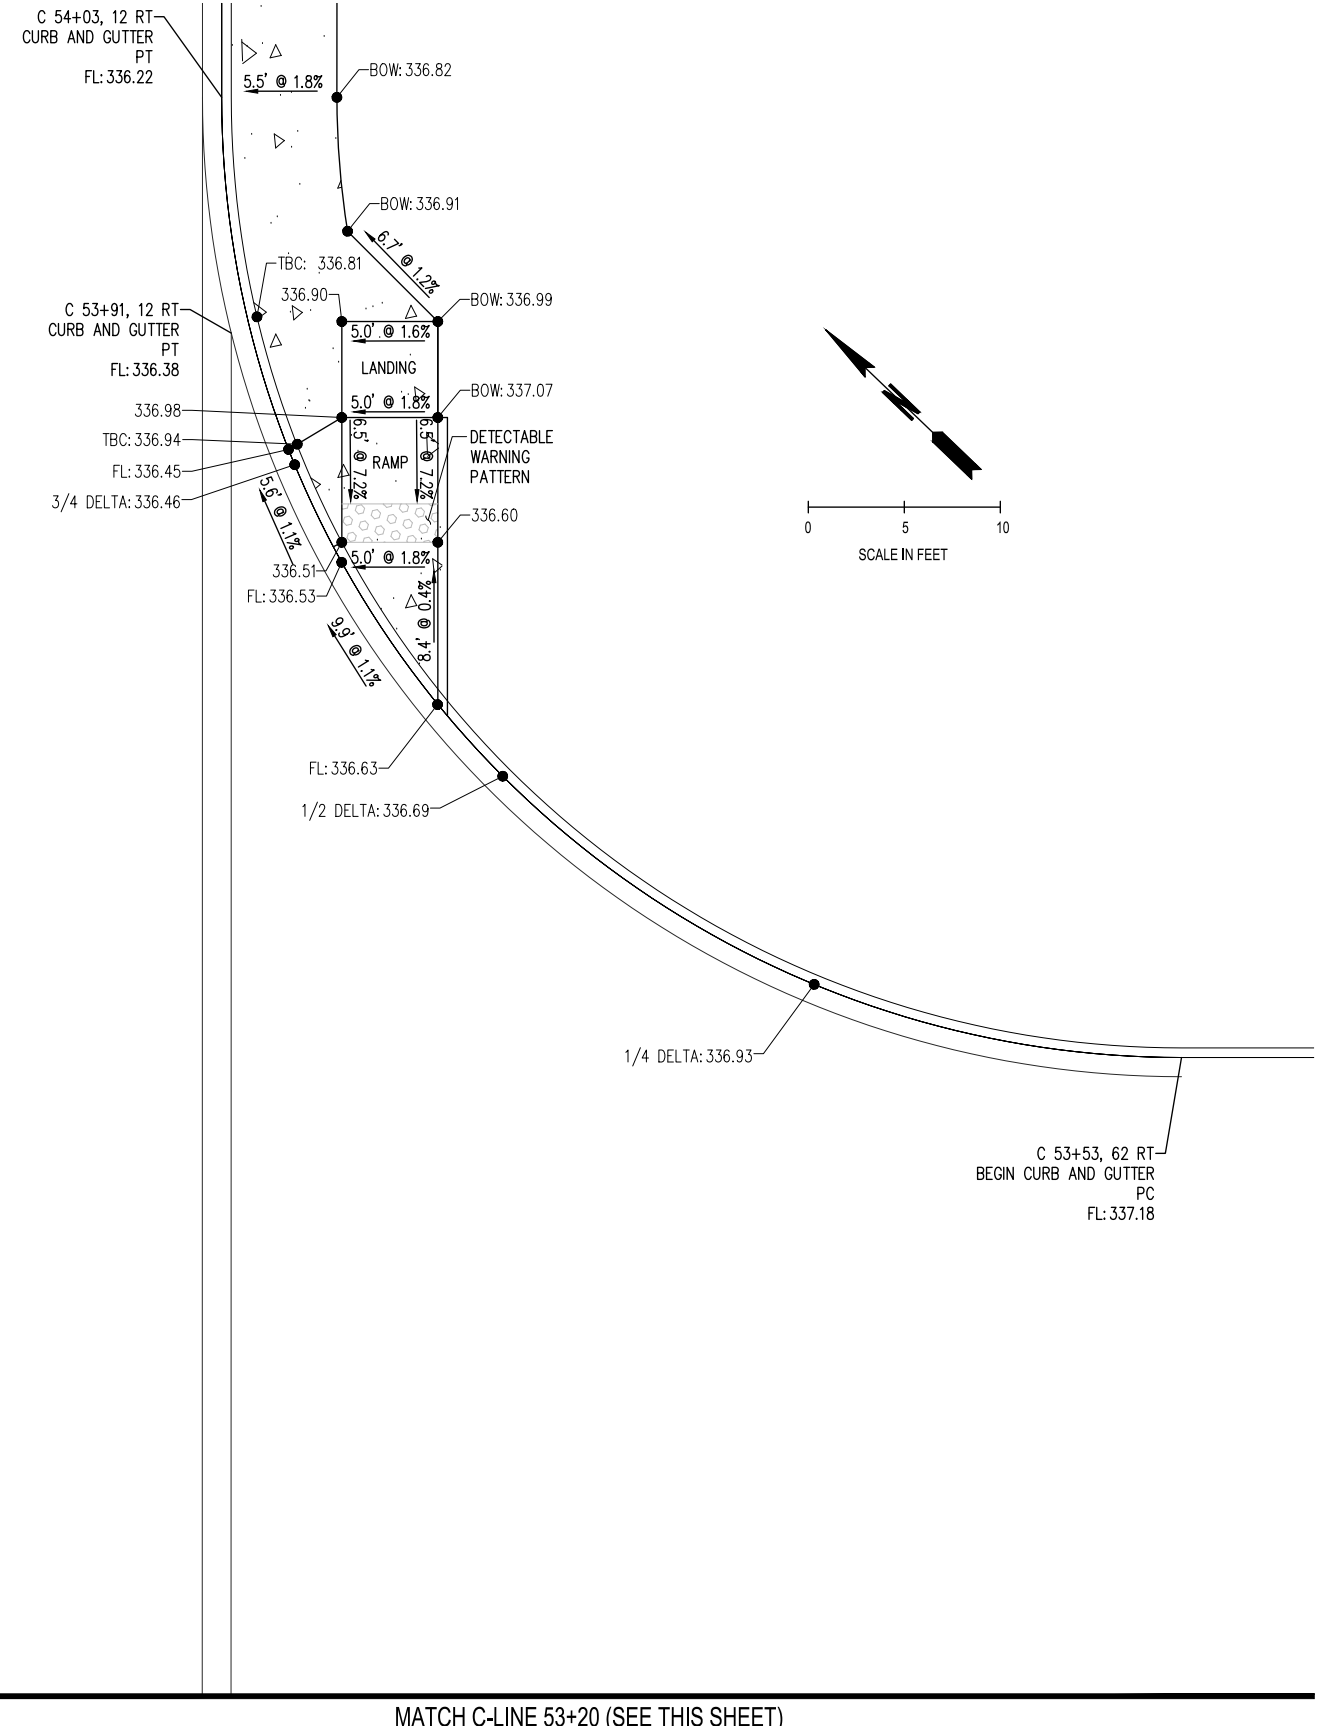 C 54+03, 12 RT
CURB AND GUTTER
PT
FL: 336.22
5.5' @ 1.8%
BOW: 336.82
BOW: 336.91
6.7' @ 1.2%
TBC: 336.81
336.90
BOW: 336.99
C 53+91, 12 RT
CURB AND GUTTER
PT
FL: 336.38
5.0' @ 1.6%
LANDING
BOW: 337.07
5.0' @ 1.8%
336.98
TBC: 336.94
FL: 336.45
3/4 DELTA: 336.46
6.5' @ 7.2%
RAMP
6.5' @ 7.2%
DETECTABLE
WARNING
PATTERN
336.60
5.6' @ 1.1%
336.51
5.0' @ 1.8%
FL: 336.53
8.4' @ 0.4%
9.9' @ 1.1%
FL: 336.63
1/2 DELTA: 336.69
N
0 5 10
SCALE IN FEET
1/4 DELTA: 336.93
C 53+53, 62 RT
BEGIN CURB AND GUTTER
PC
FL: 337.18
MATCH C-LINE 53+20 (SEE THIS SHEET)